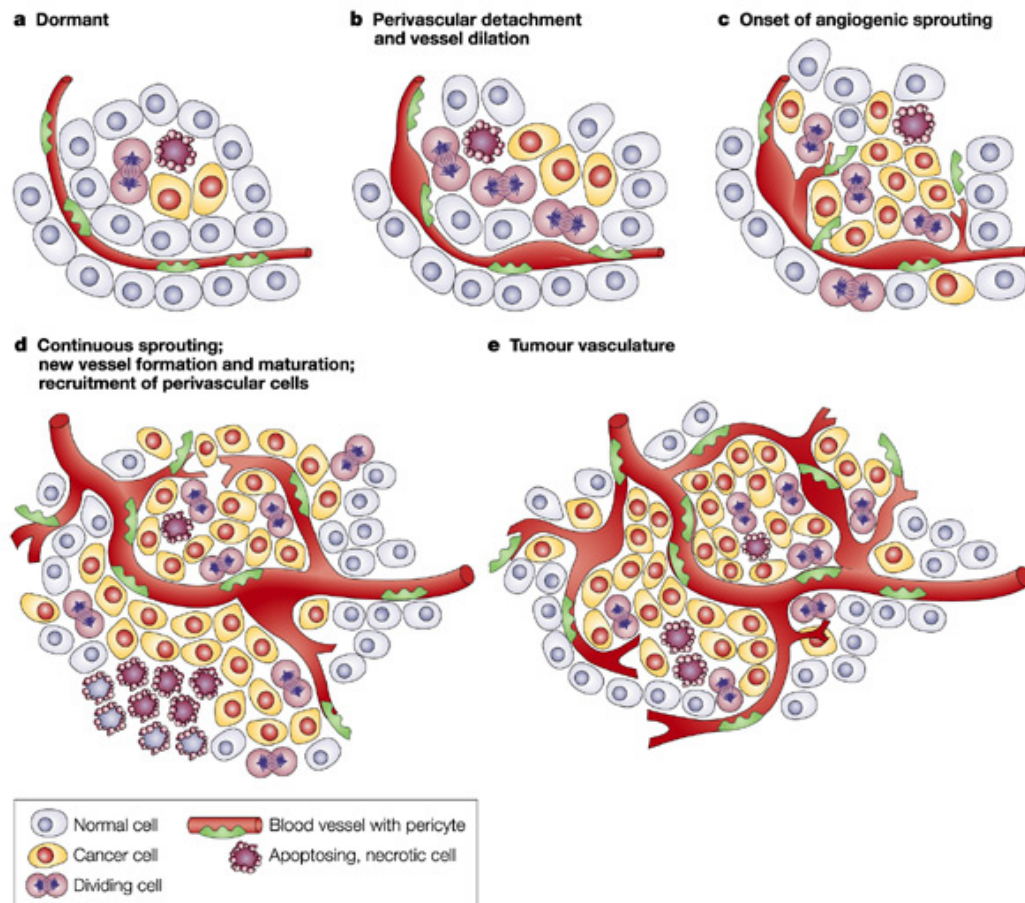 a Dormant
b Perivascular detachment
and vessel dilation
c Onset of angiogenic sprouting
d Continuous sprouting;
new vessel formation and maturation;
recruitment of perivascular cells
e Tumour vasculature
Normal cell
Blood vessel with pericyte
Cancer cell
Apoptosing, necrotic cell
Dividing cell